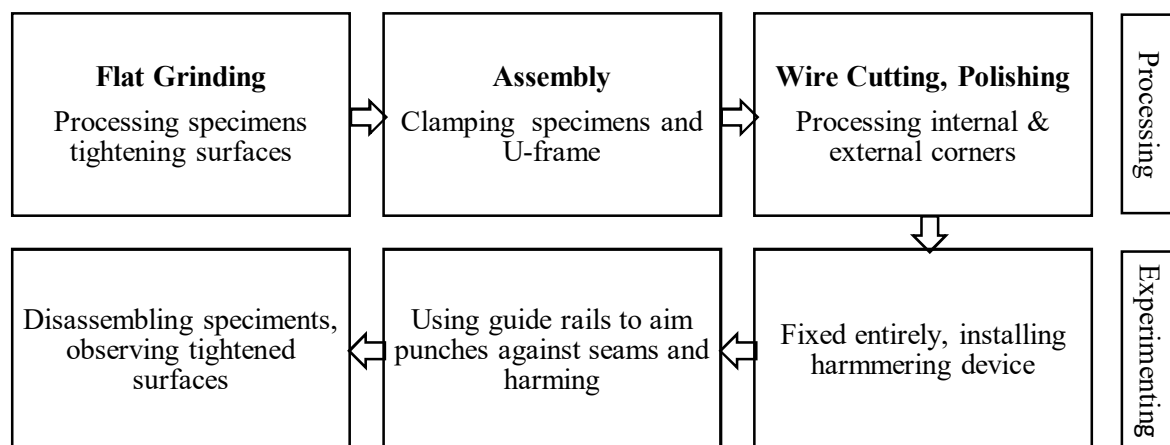 Flat Grinding
Processing specimens
tightening surfaces
Assembly
Clamping specimens and
U-frame
Wire Cutting, Polishing
Processing internal &
external corners
Processing
Disassembling speciments,
observing tightened
surfaces
Using guide rails to aim
punches against seams and
harming
Fixed entirely, installing
harmmering device
Experimenting